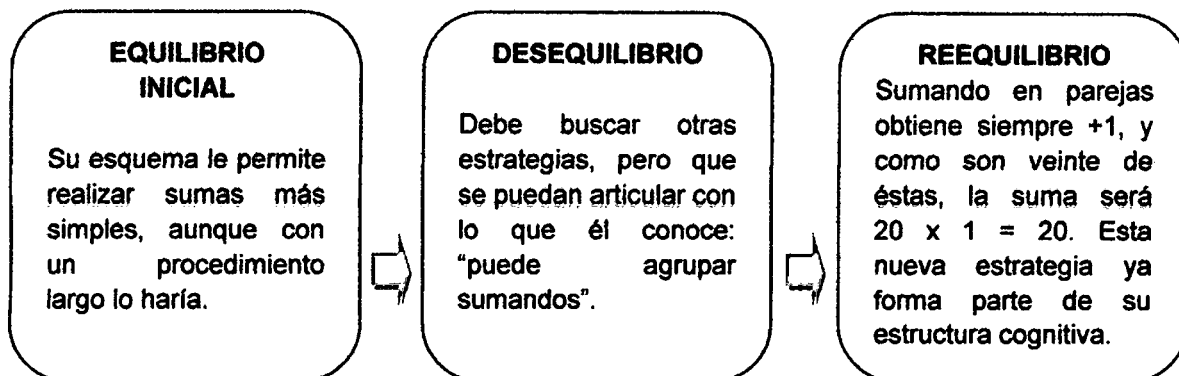 EQUILIBRIO
INICIAL
Su esquema le permite
realizar sumas más
simples, aunque con
un procedimiento
largo lo haría.
DESEQUILIBRIO
Debe buscar otras
estrategias, pero que
se puedan articular con
lo que él conoce:
"puede agrupar
sumandos".
REEQUILIBRIO
Sumando en parejas
obtiene siempre +1, y
como son veinte de
éstas, la suma será
20 x 1 = 20. Esta
nueva estrategia ya
forma parte de su
estructura cognitiva.